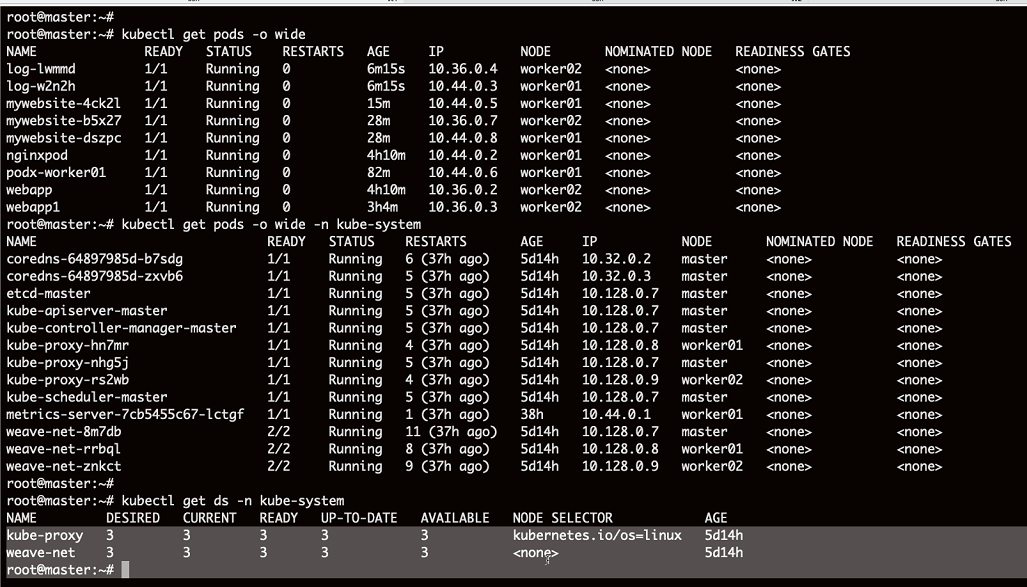 root@master:~#
root@master:~# kubectl get pods -o wide
NAME READY STATUS RESTARTS AGE IP NODE NOMINATED NODE READINESS GATES
log-lwmmd 1/1 Running 0 6m15s 10.36.0.4 worker02 <none> <none>
log-w2n2h 1/1 Running 0 6m15s 10.44.0.3 worker01 <none> <none>
mywebsite-4ck2l 1/1 Running 0 15m 10.44.0.5 worker01 <none> <none>
mywebsite-b5x27 1/1 Running 0 28m 10.36.0.7 worker02 <none> <none>
mywebsite-dszpc 1/1 Running 0 28m 10.44.0.8 worker01 <none> <none>
nginxpod 1/1 Running 0 4h10m 10.44.0.2 worker01 <none> <none>
podx-worker01 1/1 Running 0 82m 10.44.0.6 worker01 <none> <none>
webapp 1/1 Running 0 4h10m 10.36.0.2 worker02 <none> <none>
webapp1 1/1 Running 0 3h4m 10.36.0.3 worker02 <none> <none>
root@master:~# kubectl get pods -o wide -n kube-system
NAME READY STATUS RESTARTS AGE IP NODE NOMINATED NODE READINESS GATES
coredns-64897985d-b7sdg 1/1 Running 6 (37h ago) 5d14h 10.32.0.2 master <none> <none>
coredns-64897985d-zxvb6 1/1 Running 5 (37h ago) 5d14h 10.32.0.3 master <none> <none>
etcd-master 1/1 Running 5 (37h ago) 5d14h 10.128.0.7 master <none> <none>
kube-apiserver-master 1/1 Running 5 (37h ago) 5d14h 10.128.0.7 master <none> <none>
kube-controller-manager-master 1/1 Running 5 (37h ago) 5d14h 10.128.0.7 master <none> <none>
kube-proxy-hn7mr 1/1 Running 4 (37h ago) 5d14h 10.128.0.8 worker01 <none> <none>
kube-proxy-nhg5j 1/1 Running 5 (37h ago) 5d14h 10.128.0.7 master <none> <none>
kube-proxy-rs2wb 1/1 Running 4 (37h ago) 5d14h 10.128.0.9 worker02 <none> <none>
kube-scheduler-master 1/1 Running 5 (37h ago) 5d14h 10.128.0.7 master <none> <none>
metrics-server-7cb5455c67-lctgf 1/1 Running 1 (37h ago) 38h 10.44.0.1 worker01 <none> <none>
weave-net-8m7db 2/2 Running 11 (37h ago) 5d14h 10.128.0.7 master <none> <none>
weave-net-rrbql 2/2 Running 8 (37h ago) 5d14h 10.128.0.8 worker01 <none> <none>
weave-net-znkct 2/2 Running 9 (37h ago) 5d14h 10.128.0.9 worker02 <none> <none>
root@master:~#
root@master:~# kubectl get ds -n kube-system
NAME DESIRED CURRENT READY UP-TO-DATE AVAILABLE NODE SELECTOR AGE
kube-proxy 3 3 3 3 3 kubernetes.io/os=linux 5d14h
weave-net 3 3 3 3 3 <none> 5d14h
root@master:~#